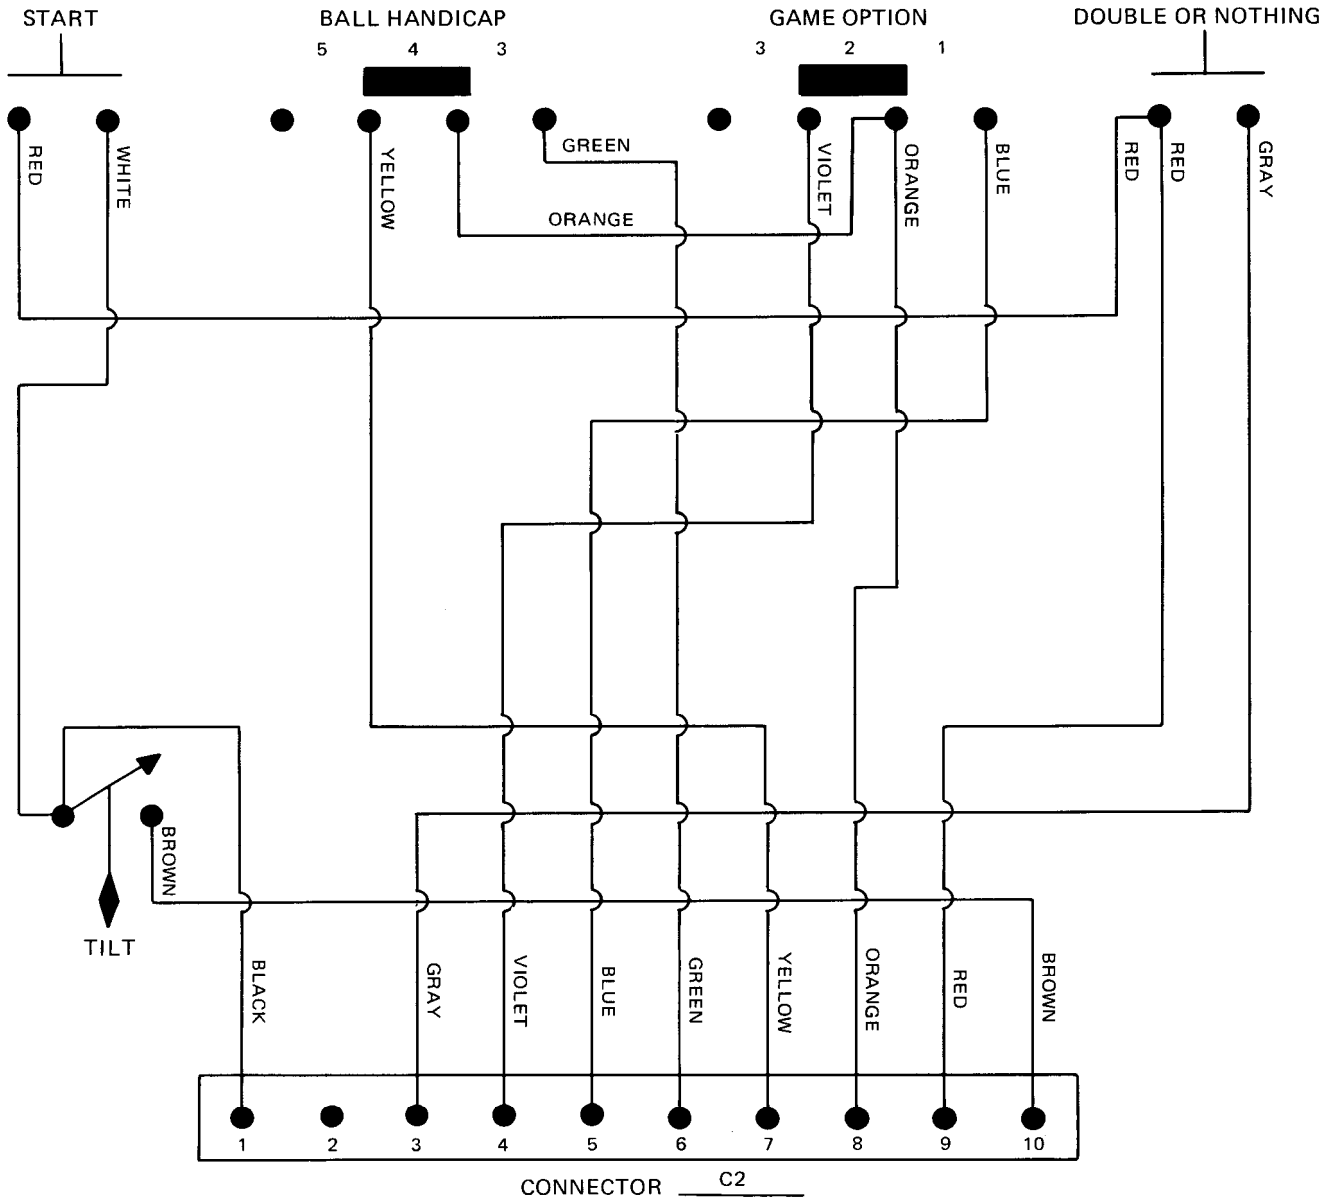 START
BALL HANDICAP
GAME OPTION
DOUBLE OR NOTHING
5 4 3
3 2 1
RED
WHITE
YELLOW
GREEN
ORANGE
VIOLET
ORANGE
BLUE
RED
RED
GRAY
BROWN
TILT
BLACK
GRAY
VIOLET
BLUE
GREEN
YELLOW
ORANGE
RED
BROWN
1 2 3 4 5 6 7 8 9 10
CONNECTOR C2